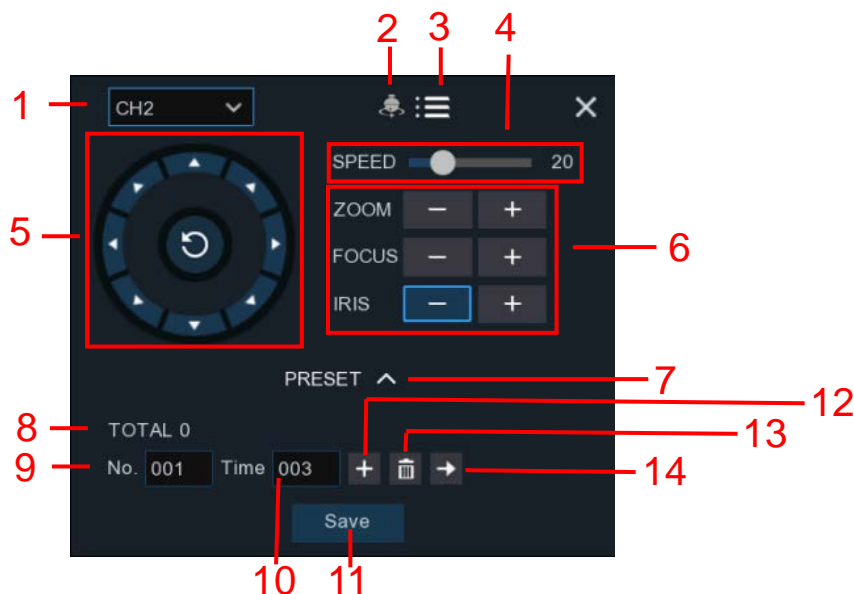 2 3 4
1 CH2
SPEED 20
5 ZOOM − + 6
FOCUS − +
IRIS − +
PRESET 7
12
8 TOTAL 0 13
9 No. 001 Time 003 + 14
Save
10 11